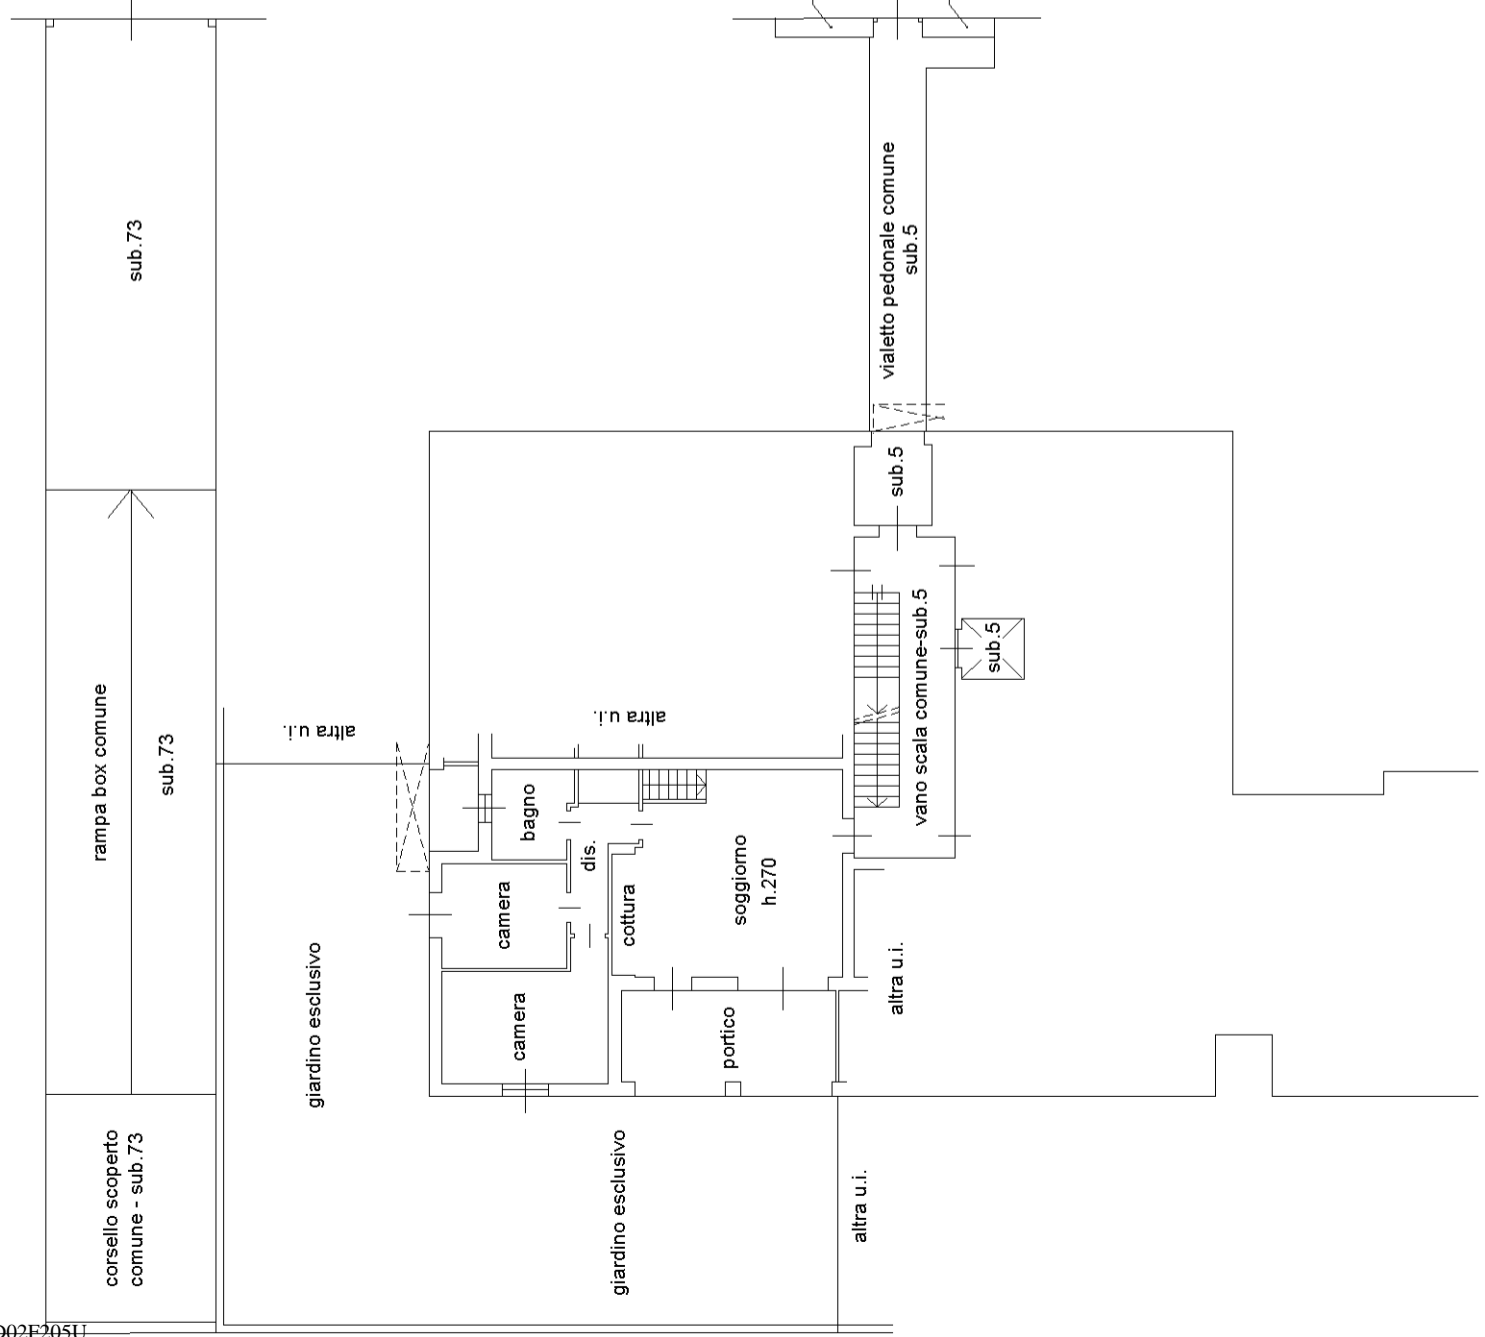 sub.73
vialetto pedonale comune
sub.5
sub.5
vano scala comune-sub.5
sub.5
rampa box comune
sub.73
altra u.i.
altra u.i.
bagno
dis.
camera
cottura
soggiorno
h.270
camera
portico
altra u.i.
giardino esclusivo
giardino esclusivo
altra u.i.
corsello scoperto
comune - sub.73
02F205U